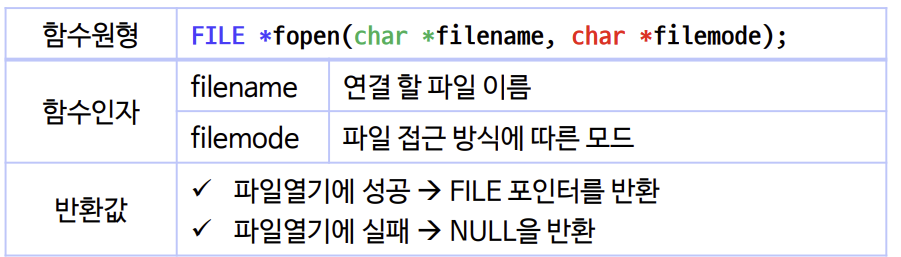 함수원형
FILE *fopen(char *filename, char *filemode);
함수인자
filename
연결 할 파일 이름
filemode
파일 접근 방식에 따른 모드
반환값
✓ 파일열기에 성공 → FILE 포인터를 반환
✓ 파일열기에 실패 → NULL을 반환